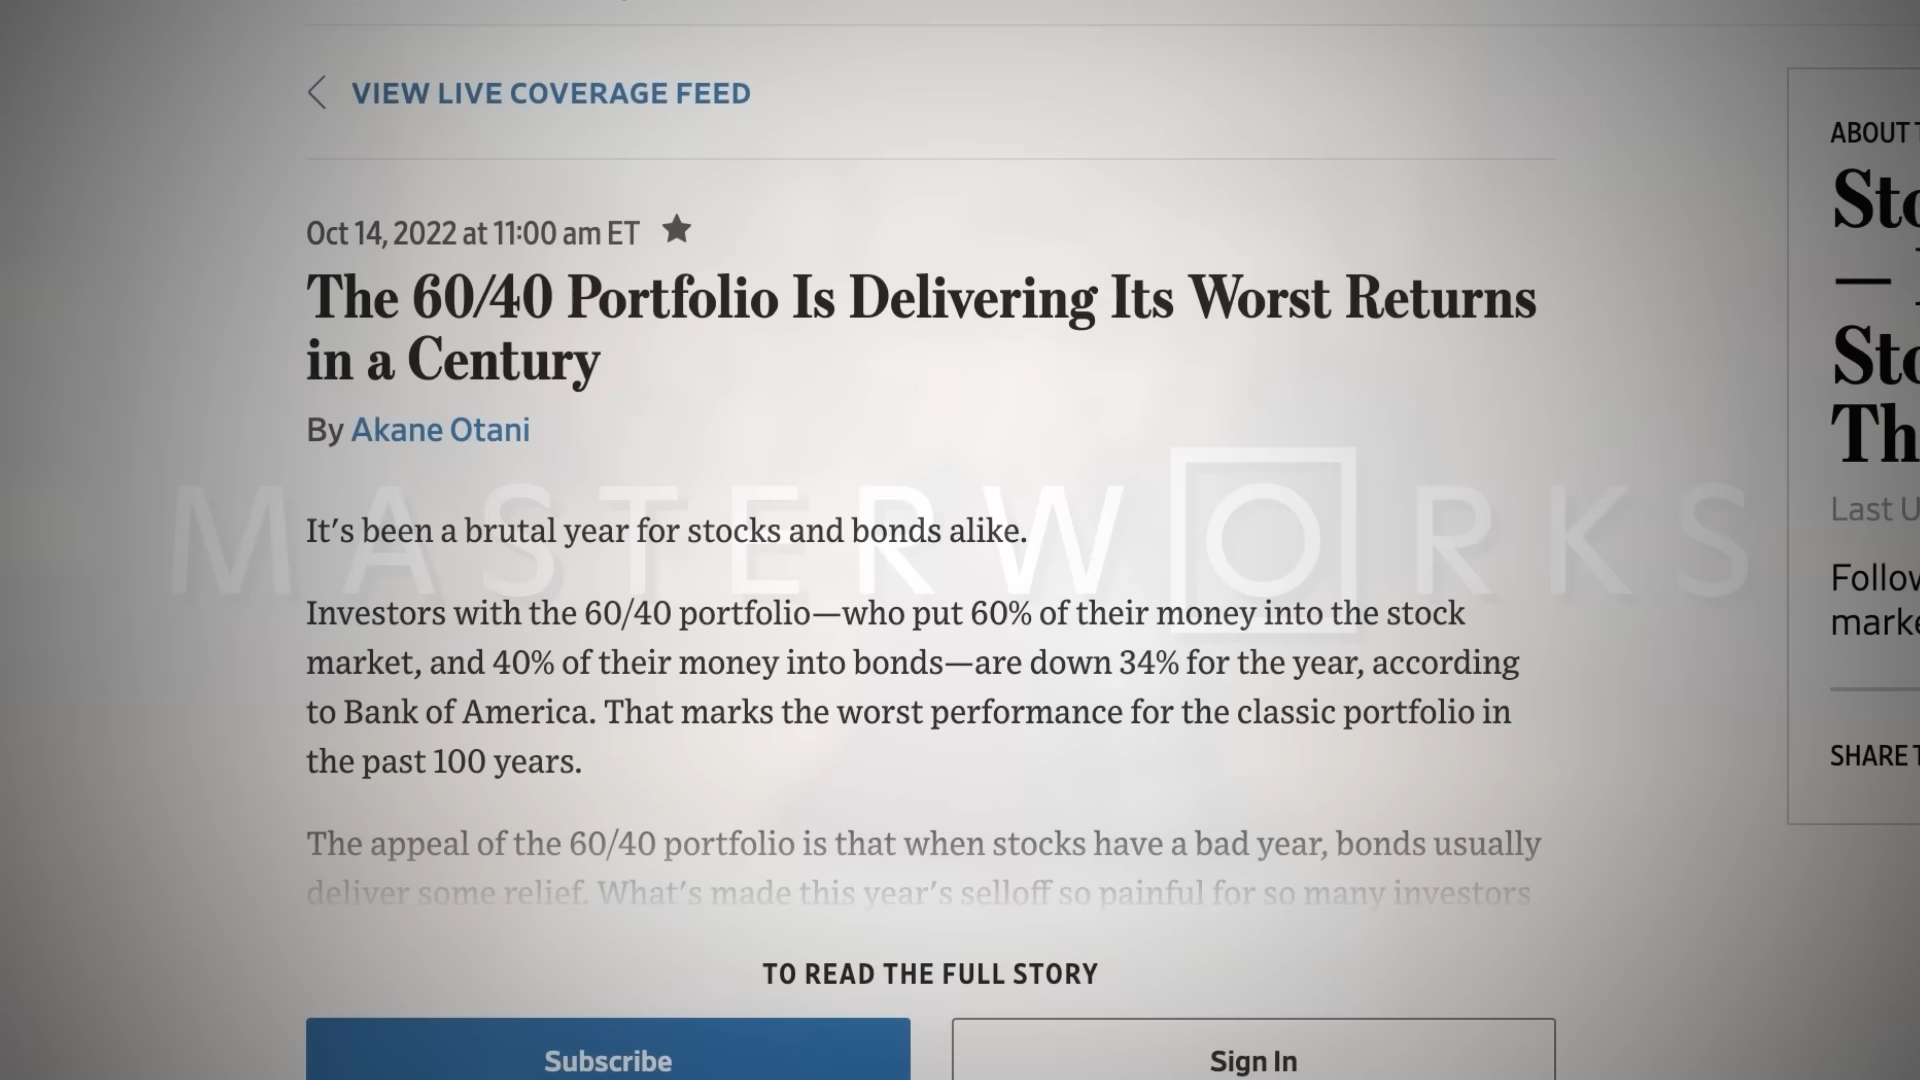 VIEW LIVE COVERAGE FEED
Oct 14, 2022 at 11:00 am ET
The 60/40 Portfolio Is Delivering Its Worst Returns
in a Century
By Akane Otani
MASTERWORKS
It's been a brutal year for stocks and bonds alike.
Investors with the 60/40 portfolio—who put 60% of their money into the stock
market, and 40% of their money into bonds—are down 34% for the year, according
to Bank of America. That marks the worst performance for the classic portfolio in
the past 100 years.
The appeal of the 60/40 portfolio is that when stocks have a bad year, bonds usually
deliver some relief. What's made this year's selloff so painful for so many investors
TO READ THE FULL STORY
Subscribe
Sign In
ABOUT
Sto
—
Sto
Th
Last U
Follow
marke
SHARE